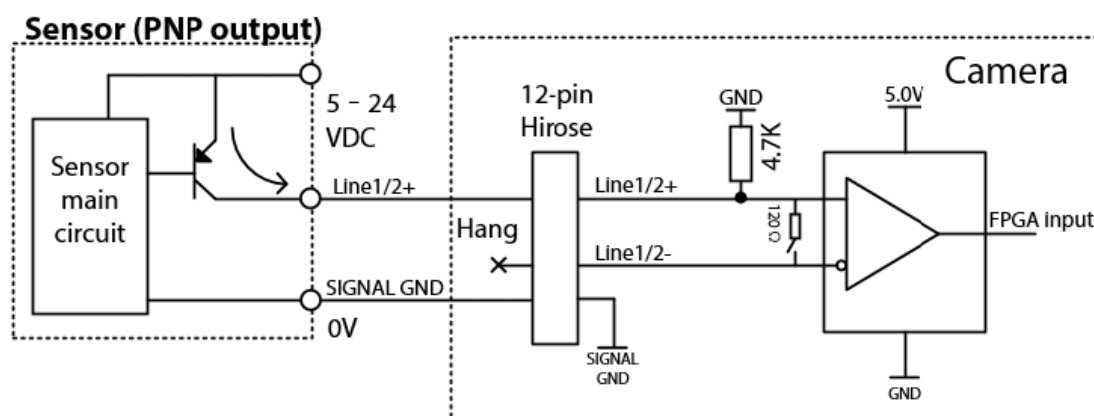 Sensor (PNP output)
Camera
12-pin
Hirose
GND
4.7K
5.0V
5 – 24
VDC
Sensor
main
circuit
Line1/2+
Line1/2+
120 Ω
FPGA input
Hang
Line1/2-
SIGNAL GND
0V
SIGNAL
GND
GND